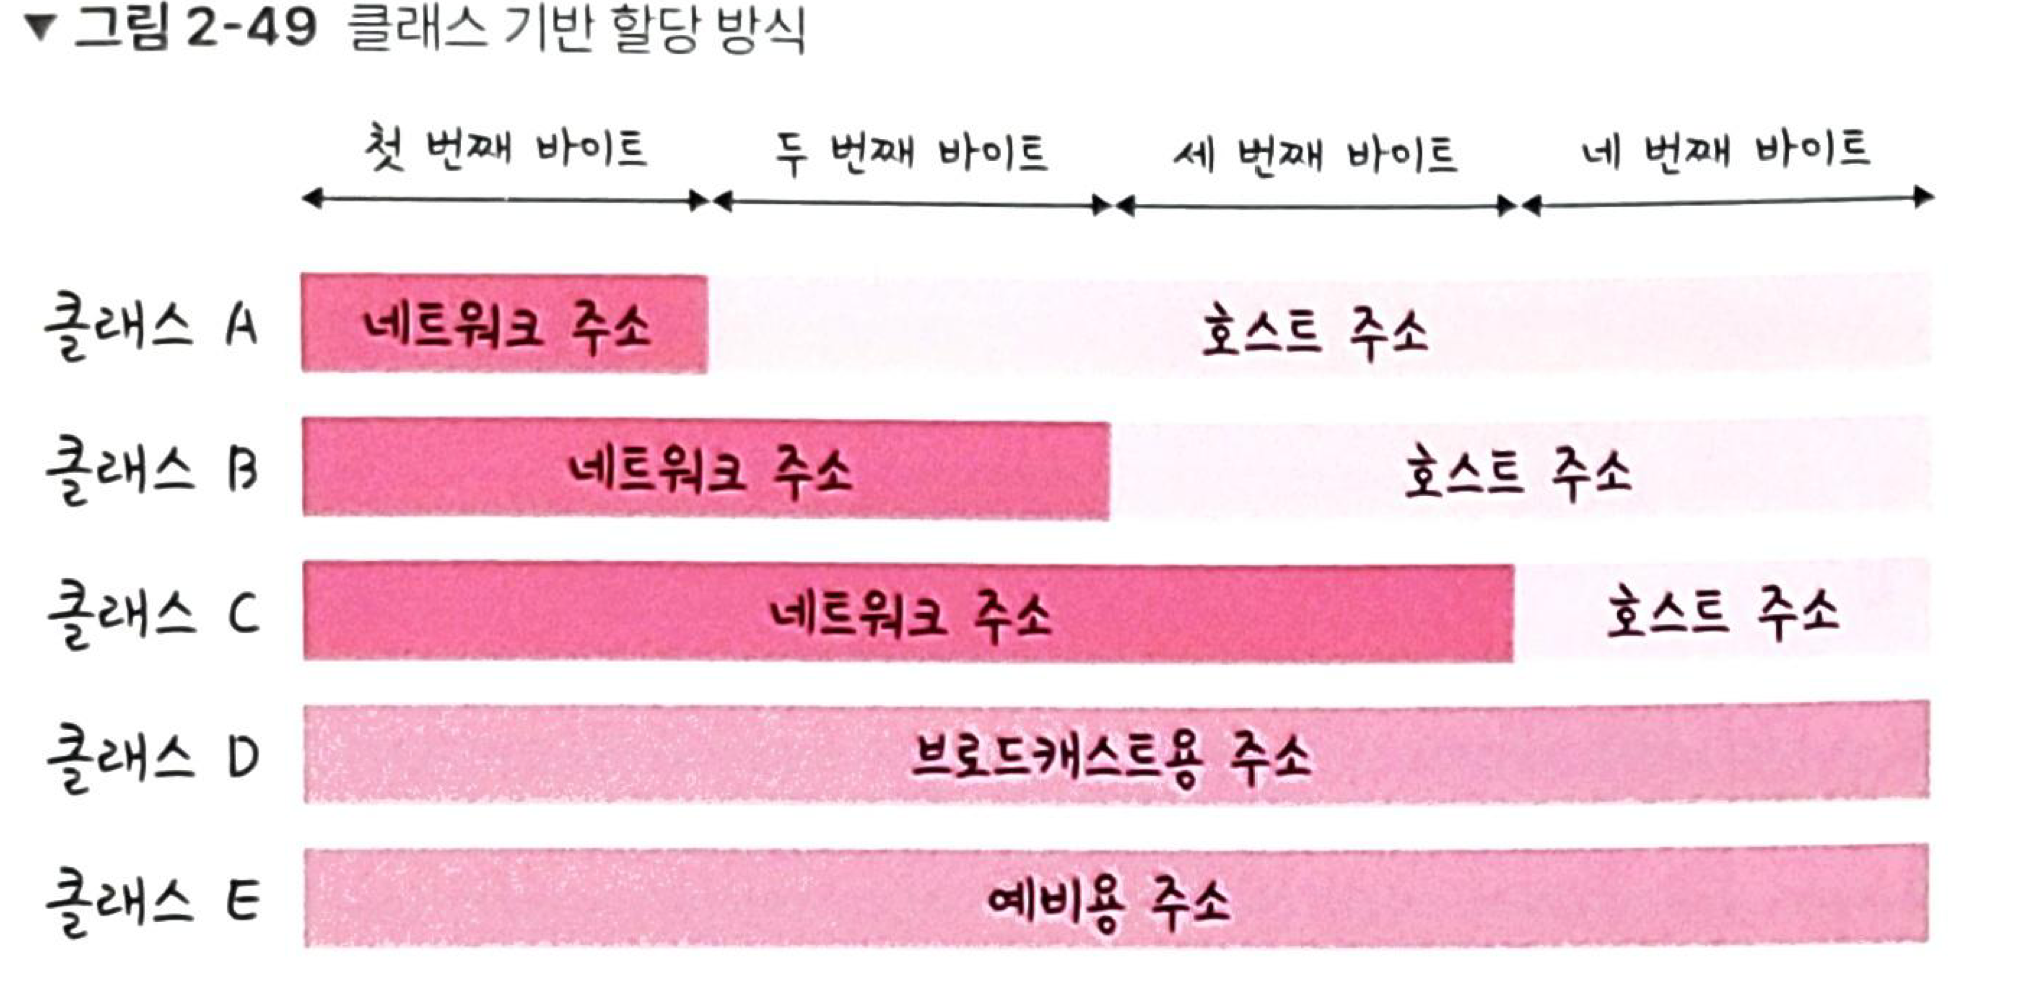 ▼ 그림 2-49 클래스 기반 할당 방식
첫 번째 바이트 두 번째 바이트 세 번째 바이트 네 번째 바이트
클래스 A 네트워크 주소 호스트 주소
클래스 B 네트워크 주소 호스트 주소
클래스 C 네트워크 주소 호스트 주소
클래스 D 브로드캐스트용 주소
클래스 E 예비용 주소